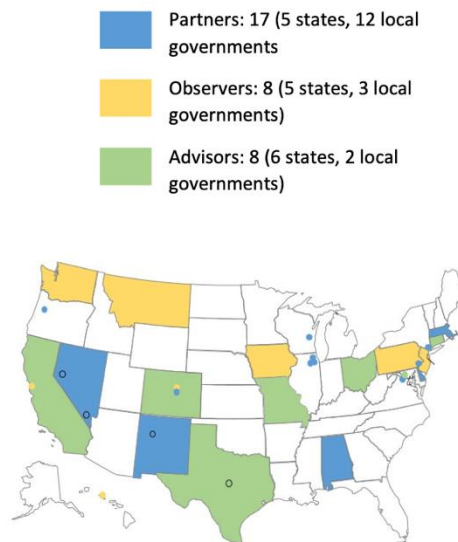 Partners: 17 (5 states, 12 local
governments
Observers: 8 (5 states, 3 local
governments)
Advisors: 8 (6 states, 2 local
governments)